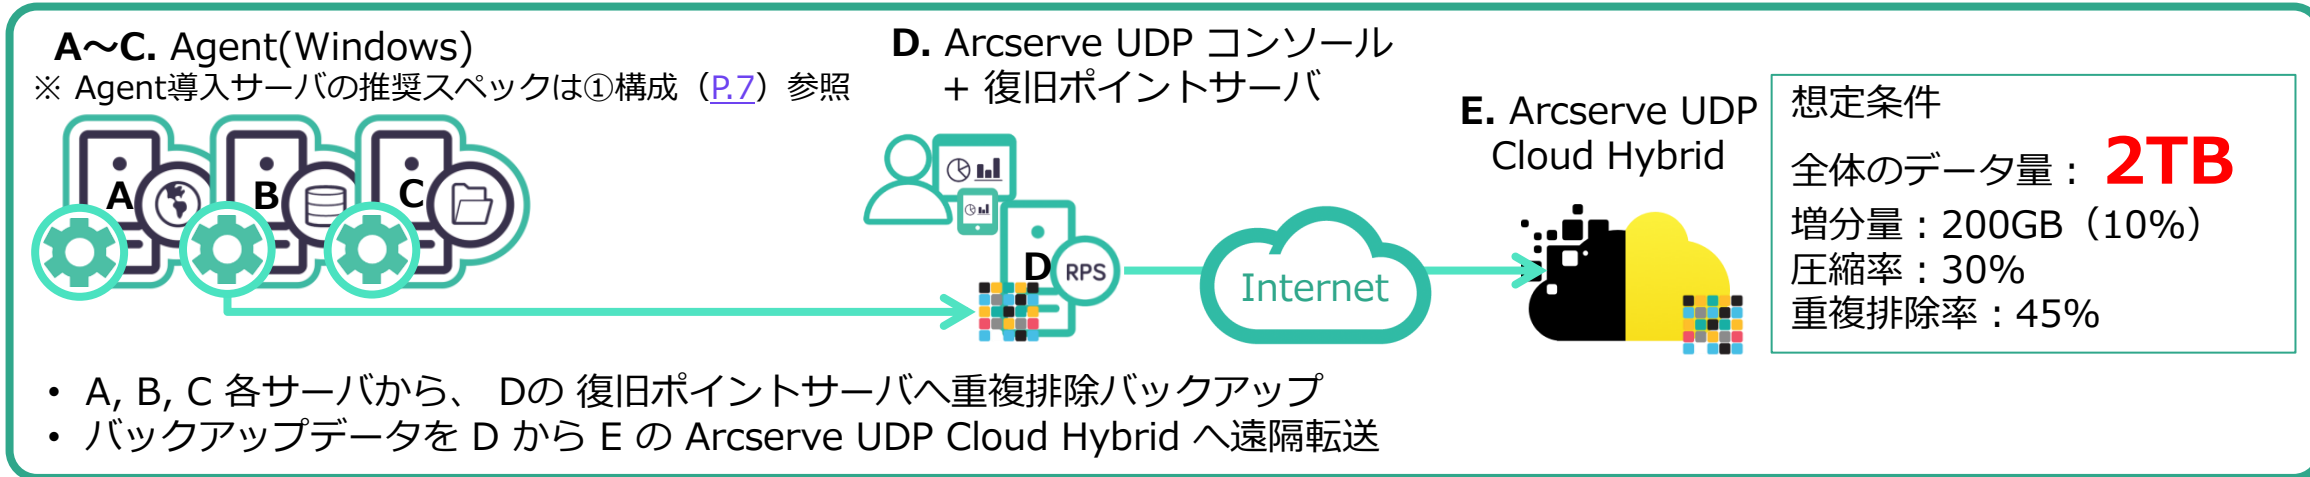 A～C. Agent(Windows)
※ Agent導入サーバの推奨スペックは①構成（P.7）参照
A
B
C
D. Arcserve UDP コンソール
+ 復旧ポイントサーバ
D
RPS
Internet
E. Arcserve UDP
Cloud Hybrid
想定条件
全体のデータ量： 2TB
増分量：200GB（10%）
圧縮率：30%
重複排除率：45%
• A, B, C 各サーバから、 Dの 復旧ポイントサーバへ重複排除バックアップ
• バックアップデータを D から E の Arcserve UDP Cloud Hybrid へ遠隔転送